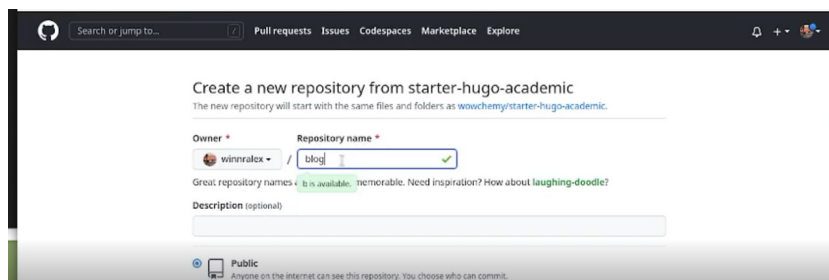 Search or jump to... /
Pull requests Issues Codespaces Marketplace Explore
Create a new repository from starter-hugo-academic
The new repository will start with the same files and folders as wowchemy/starter-hugo-academic.
Owner * Repository name *
winnralex / blog
Great repository names memorable. Need inspiration? How about laughing-doodle?
b is available.
Description (optional)
Public
Anyone on the internet can see this repository. You choose who can commit.